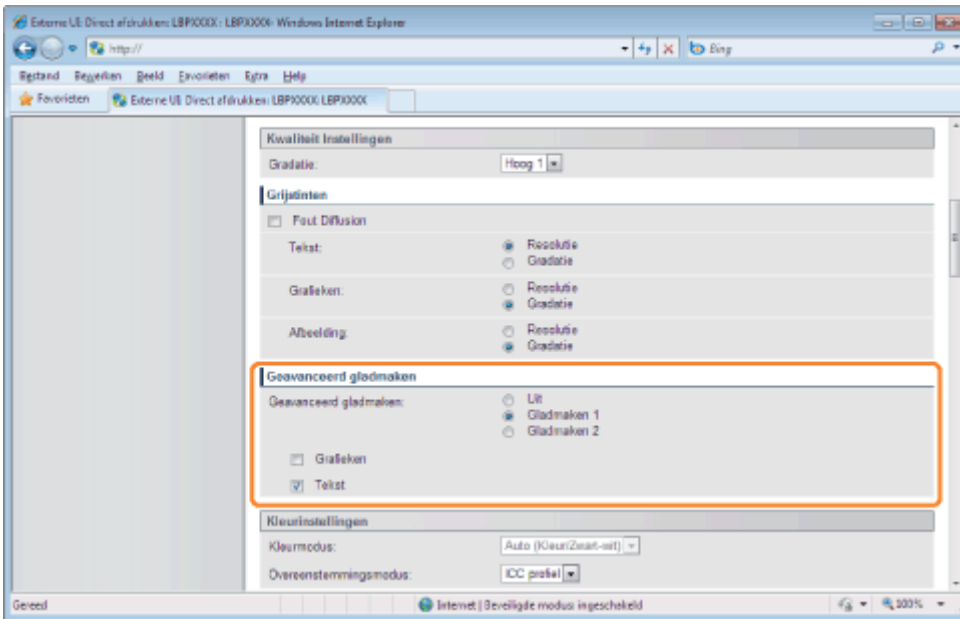 Externe UI: Direct afdrukken: LBPXXXX : LBPXXXX- Windows Internet Explorer
http://
Bing
Bestand Bewerken Beeld Favorieten Extra Help
Favorieten Externe UI: Direct afdrukken: LBPXXXX: LBPXXXX
Kwaliteit Instellingen
Gradatie: Hoog 1
Grijstinten
Fout Diffusion
Tekst: Resolutie
Gradatie
Grafieken: Resolutie
Gradatie
Afbeelding: Resolutie
Gradatie
Geavanceerd gladmaken
Geavanceerd gladmaken: Uit
Gladmaken 1
Gladmaken 2
Grafieken
Tekst
Kleurinstellingen
Kleurmodus: Auto (Kleur/Zwart-wit)
Overeenstemmingsmodus: ICC profiel
Gereed Internet | Beveiligde modus: ingeschakeld 100%